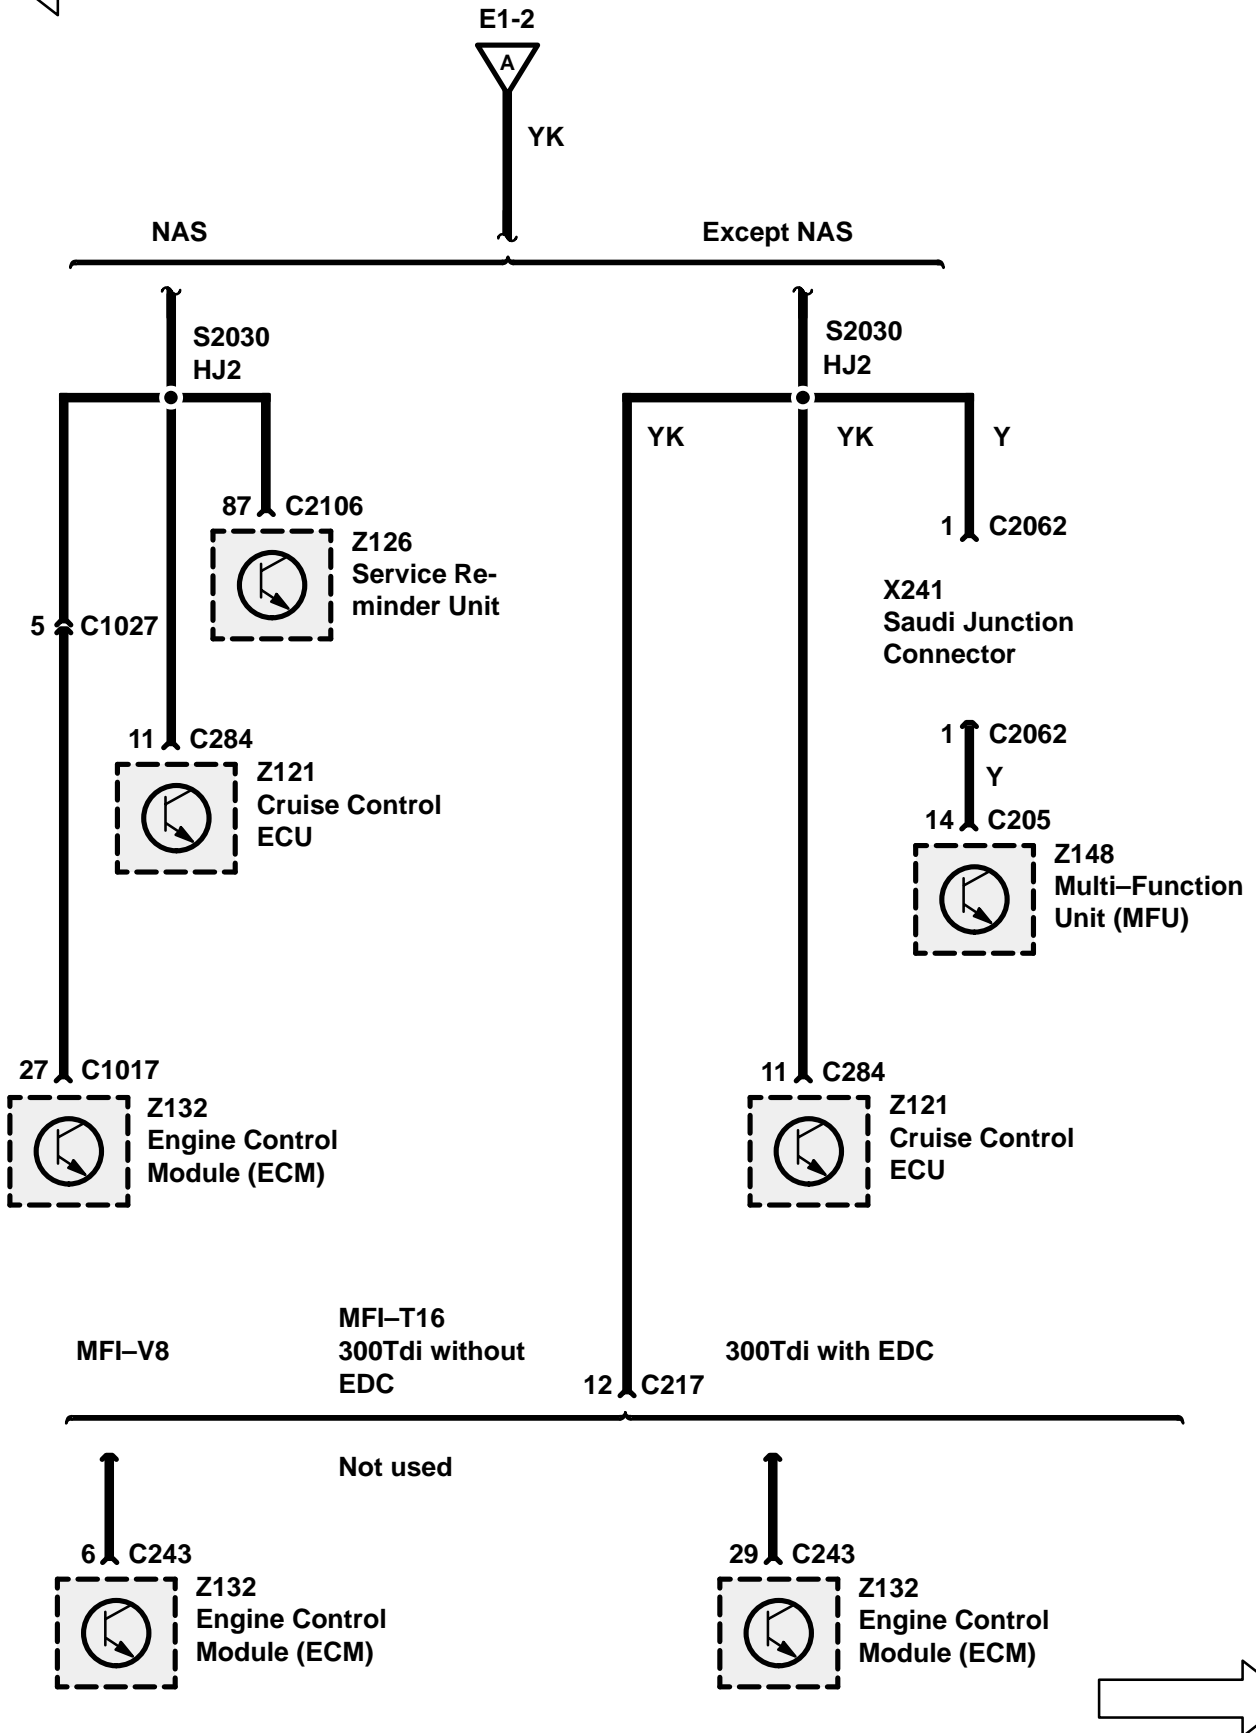 E1-2
A
YK
NAS
Except NAS
S2030
HJ2
S2030
HJ2
YK
YK
Y
87 C2106
Z126
Service Re-
minder Unit
1 C2062
X241
Saudi Junction
Connector
5 C1027
11 C284
Z121
Cruise Control
ECU
1 C2062
Y
14 C205
Z148
Multi–Function
Unit (MFU)
27 C1017
Z132
Engine Control
Module (ECM)
11 C284
Z121
Cruise Control
ECU
MFI–V8
MFI–T16
300Tdi without
EDC
300Tdi with EDC
12 C217
Not used
6 C243
Z132
Engine Control
Module (ECM)
29 C243
Z132
Engine Control
Module (ECM)